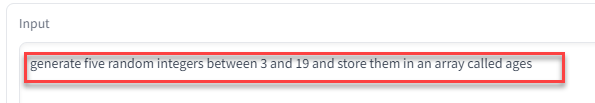 Input
generate five random integers between 3 and 19 and store them in an array called ages